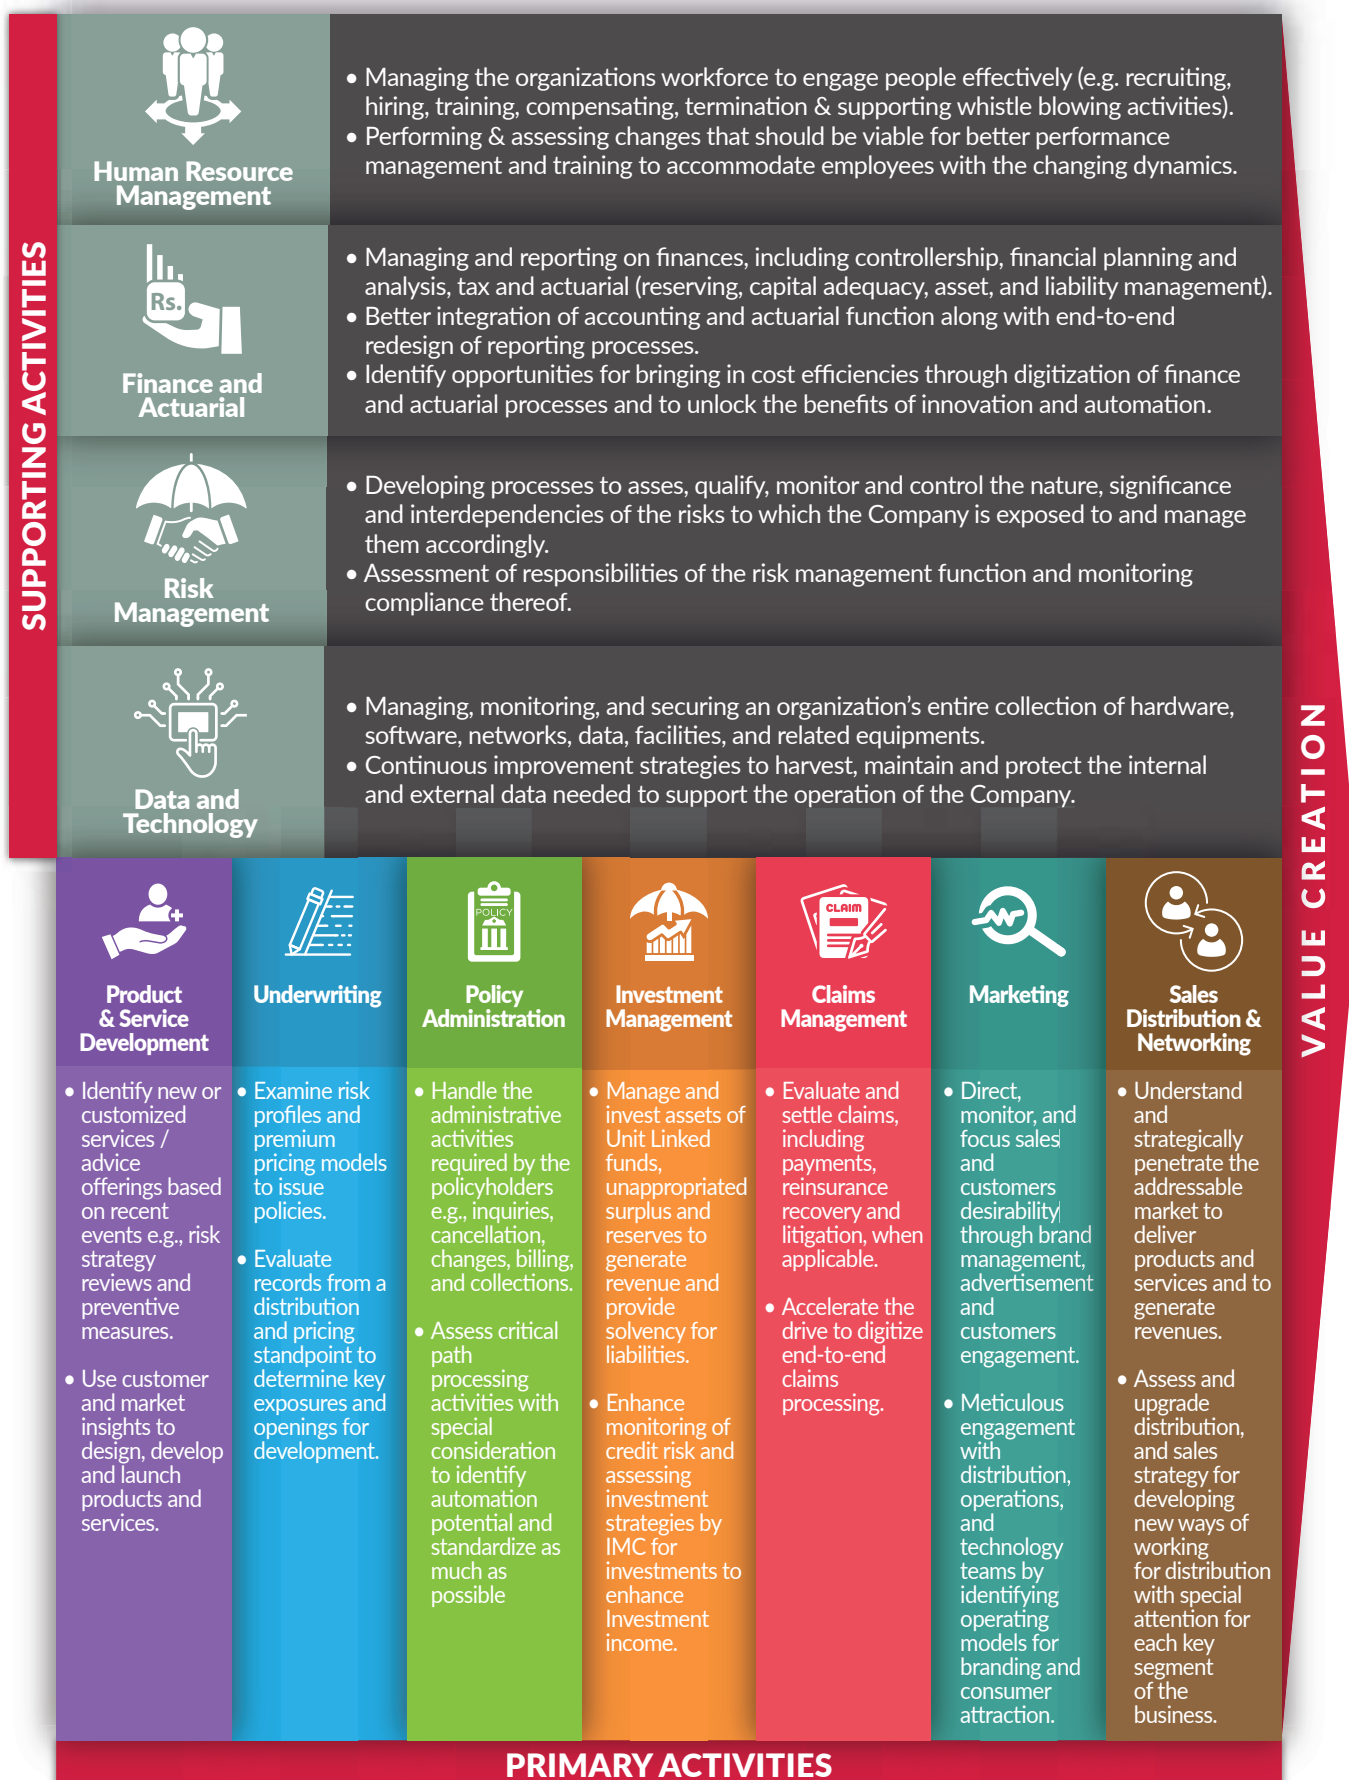 SUPPORTING ACTIVITIES
Human Resource
Management
• Managing the organizations workforce to engage people effectively (e.g. recruiting,
hiring, training, compensating, termination & supporting whistle blowing activities).
• Performing & assessing changes that should be viable for better performance
management and training to accommodate employees with the changing dynamics.
Rs.
Finance and
Actuarial
• Managing and reporting on finances, including controllership, financial planning and
analysis, tax and actuarial (reserving, capital adequacy, asset, and liability management).
• Better integration of accounting and actuarial function along with end-to-end
redesign of reporting processes.
• Identify opportunities for bringing in cost efficiencies through digitization of finance
and actuarial processes and to unlock the benefits of innovation and automation.
Risk
Management
• Developing processes to asses, qualify, monitor and control the nature, significance
and interdependencies of the risks to which the Company is exposed to and manage
them accordingly.
• Assessment of responsibilities of the risk management function and monitoring
compliance thereof.
Data and
Technology
• Managing, monitoring, and securing an organization’s entire collection of hardware,
software, networks, data, facilities, and related equipments.
• Continuous improvement strategies to harvest, maintain and protect the internal
and external data needed to support the operation of the Company.
VALUE CREATION
Product
& Service
Development
• Identify new or
customized
services /
advice
offerings based
on recent
events e.g., risk
strategy
reviews and
preventive
measures.
• Use customer
and market
insights to
design, develop
and launch
products and
services.
Underwriting
• Examine risk
profiles and
premium
pricing models
to issue
policies.
• Evaluate
records from a
distribution
and pricing
standpoint to
determine key
exposures and
openings for
development.
POLICY
Policy
Administration
• Handle the
administrative
activities
required by the
policyholders
e.g., inquiries,
cancellation,
changes, billing,
and collections.
• Assess critical
path
processing
activities with
special
consideration
to identify
automation
potential and
standardize as
much as
possible
Investment
Management
• Manage and
invest assets of
Unit Linked
funds,
unappropriated
surplus and
reserves to
generate
revenue and
provide
solvency for
liabilities.
• Enhance
monitoring of
credit risk and
assessing
investment
strategies by
IMC for
investments to
enhance
Investment
income.
CLAIM
Claims
Management
• Evaluate and
settle claims,
including
payments,
reinsurance
recovery and
litigation, when
applicable.
• Accelerate the
drive to digitize
end-to-end
claims
processing.
Marketing
• Direct,
monitor, and
focus sales
and
customers
desirability
through brand
management,
advertisement
and
customers
engagement.
• Meticulous
engagement
with
distribution,
operations,
and
technology
teams by
identifying
operating
models for
branding and
consumer
attraction.
Sales
Distribution &
Networking
• Understand
and
strategically
penetrate the
addressable
market to
deliver
products and
services and to
generate
revenues.
• Assess and
upgrade
distribution,
and sales
strategy for
developing
new ways of
working
for distribution
with special
attention for
each key
segment
of the
business.
PRIMARY ACTIVITIES